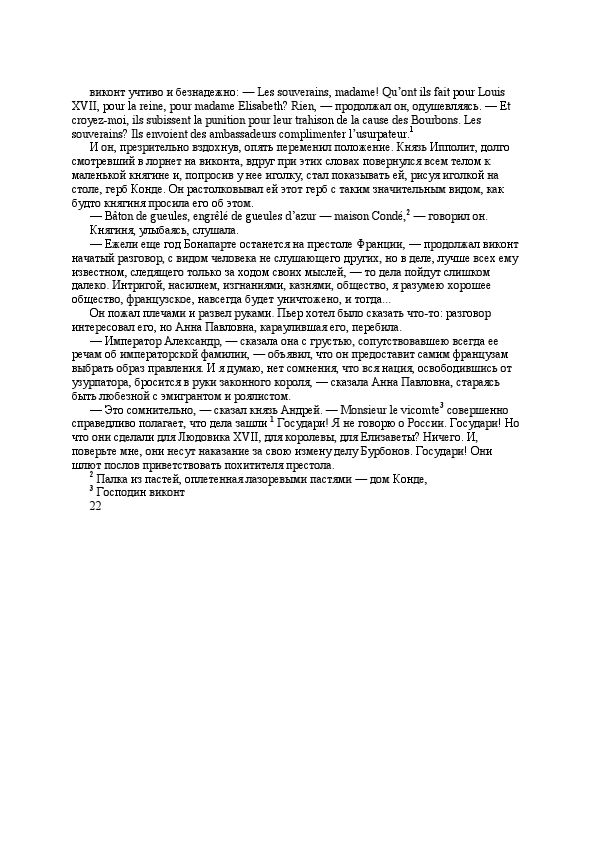 виконт учтиво и безнадежно: — Les souverains, madame! Qu’ont ils fait pour Louis
XVII, pour la reine, pour madame Elisabeth? Rien, — продолжал он, одушевляясь. — Et
croyez-moi, ils subissent la punition pour leur trahison de la cause des Bourbons. Les
souverains? Ils envoient des ambassadeurs complimenter l’usurpateur.1
И он, презрительно вздохнув, опять переменил положение. Князь Ипполит, долго
смотревший в лорнет на виконта, вдруг при этих словах повернулся всем телом к
маленькой княгине и, попросив у нее иголку, стал показывать ей, рисуя иголкой на
столе, герб Конде. Он растолковывал ей этот герб с таким значительным видом, как
будто княгиня просила его об этом.
— Bâton de gueules, engrêlé de gueules d’azur — maison Condé,2 — говорил он.
Княгиня, улыбаясь, слушала.
— Ежели еще год Бонапарте останется на престоле Франции, — продолжал виконт
начатый разговор, с видом человека не слушающего других, но в деле, лучше всех ему
известном, следящего только за ходом своих мыслей, — то дела пойдут слишком
далеко. Интригой, насилием, изгнаниями, казнями, общество, я разумею хорошее
общество, французское, навсегда будет уничтожено, и тогда...
Он пожал плечами и развел руками. Пьер хотел было сказать что-то: разговор
интересовал его, но Анна Павловна, караулившая его, перебила.
— Император Александр, — сказала она с грустью, сопутствовавшею всегда ее
речам об императорской фамилии, — объявил, что он предоставит самим французам
выбрать образ правления. И я думаю, нет сомнения, что вся нация, освободившись от
узурпатора, бросится в руки законного короля, — сказала Анна Павловна, стараясь
быть любезной с эмигрантом и роялистом.
— Это сомнительно, — сказал князь Андрей. — Monsieur le vicomte3 совершенно
справедливо полагает, что дела зашли 1 Государи! Я не говорю о России. Государи! Но
что они сделали для Людовика XVII, для королевы, для Елизаветы? Ничего. И,
поверьте мне, они несут наказание за свою измену делу Бурбонов. Государи! Они
шлют послов приветствовать похитителя престола.
2 Палка из пастей, оплетенная лазоревыми пастями — дом Конде,
3 Господин виконт
22